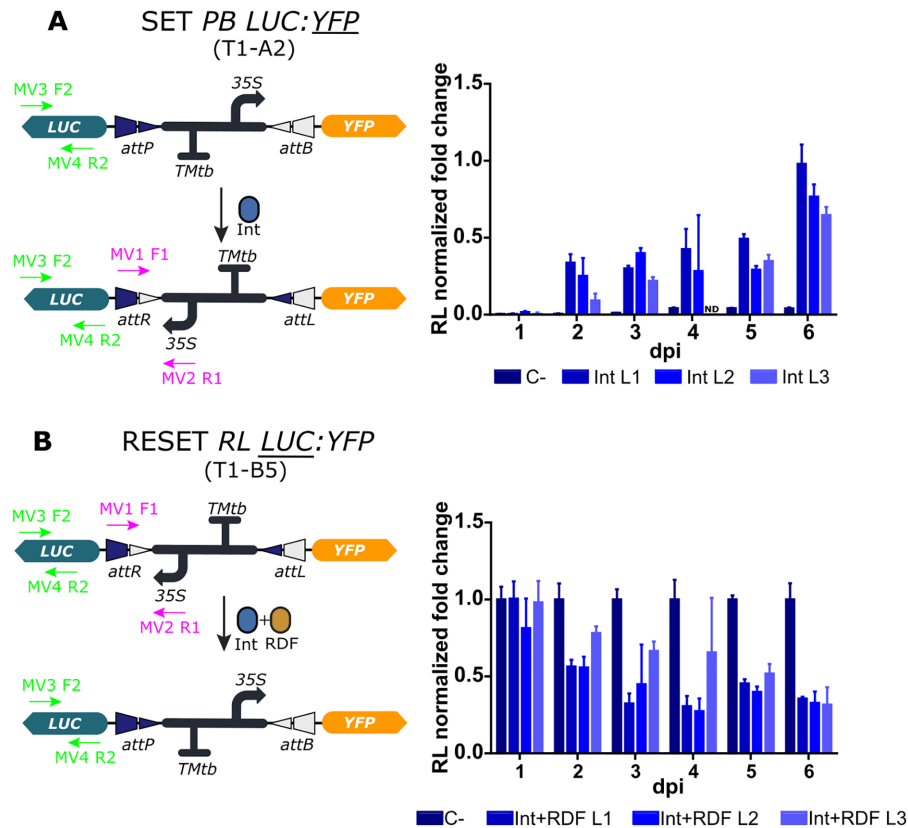 A
SET PB LUC:YFP
(T1-A2)
MV3 F2
35S
LUC
YFP
attP
attB
MV4 R2
TMtb
Int
TMtb
MV3 F2
MV1 F1
LUC
YFP
attR
attL
MV4 R2
35S
MV2 R1
RL normalized fold change
1.5
1.0
0.5
0.0
ND
1 2 3 4 5 6
dpi
C- Int L1 Int L2 Int L3
B
RESET RL LUC:YFP
(T1-B5)
MV3 F2
MV1 F1
TMtb
LUC
YFP
attR
attL
MV4 R2
35S
MV2 R1
+
Int RDF
MV3 F2
35S
LUC
YFP
attP
attB
MV4 R2
TMtb
RL normalized fold change
1.5
1.0
0.5
0.0
1 2 3 4 5 6
dpi
C- Int+RDF L1 Int+RDF L2 Int+RDF L3